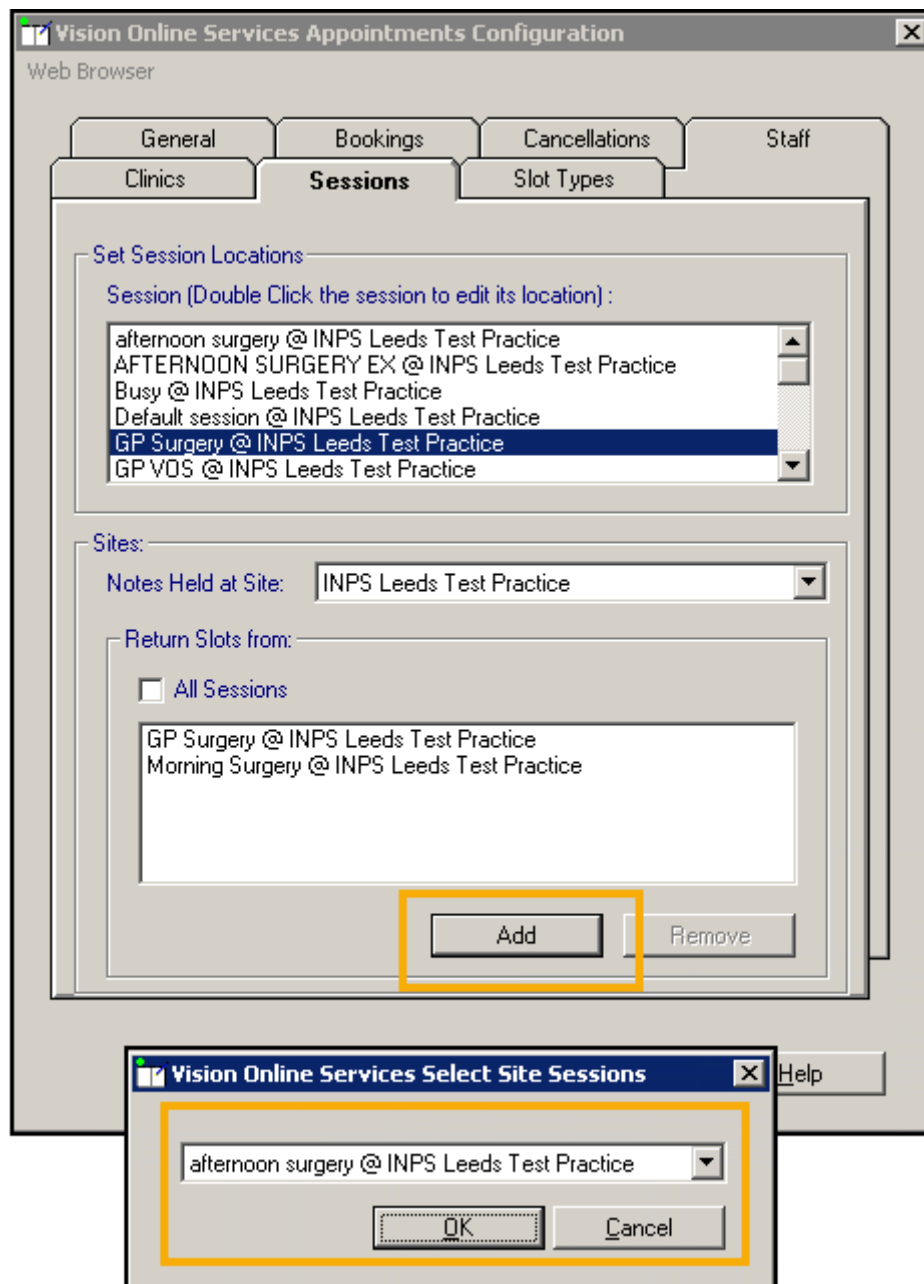 Vision Online Services Appointments Configuration
Web Browser
General Bookings Cancellations Staff
Clinics Sessions Slot Types
Set Session Locations
Session (Double Click the session to edit its location) :
afternoon surgery @ INPS Leeds Test Practice
AFTERNOON SURGERY EX @ INPS Leeds Test Practice
Busy @ INPS Leeds Test Practice
Default session @ INPS Leeds Test Practice
GP Surgery @ INPS Leeds Test Practice
GP VOS @ INPS Leeds Test Practice
Sites:
Notes Held at Site: INPS Leeds Test Practice
Return Slots from:
All Sessions
GP Surgery @ INPS Leeds Test Practice
Morning Surgery @ INPS Leeds Test Practice
Add Remove
Vision Online Services Select Site Sessions
Help
afternoon surgery @ INPS Leeds Test Practice
OK Cancel